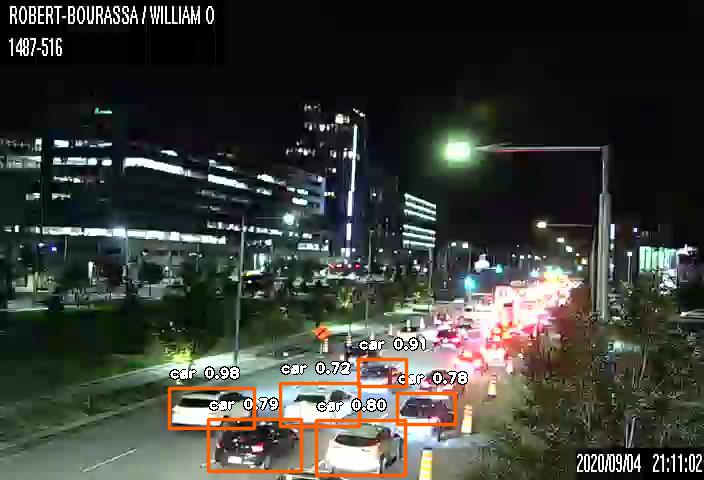 ROBERT-BOURASSA / WILLIAM O
1487-516
car 0.91
car 0.72
car 0.98
car 0.78
car 0.79
car 0.80
2020/09/04 21:11:02